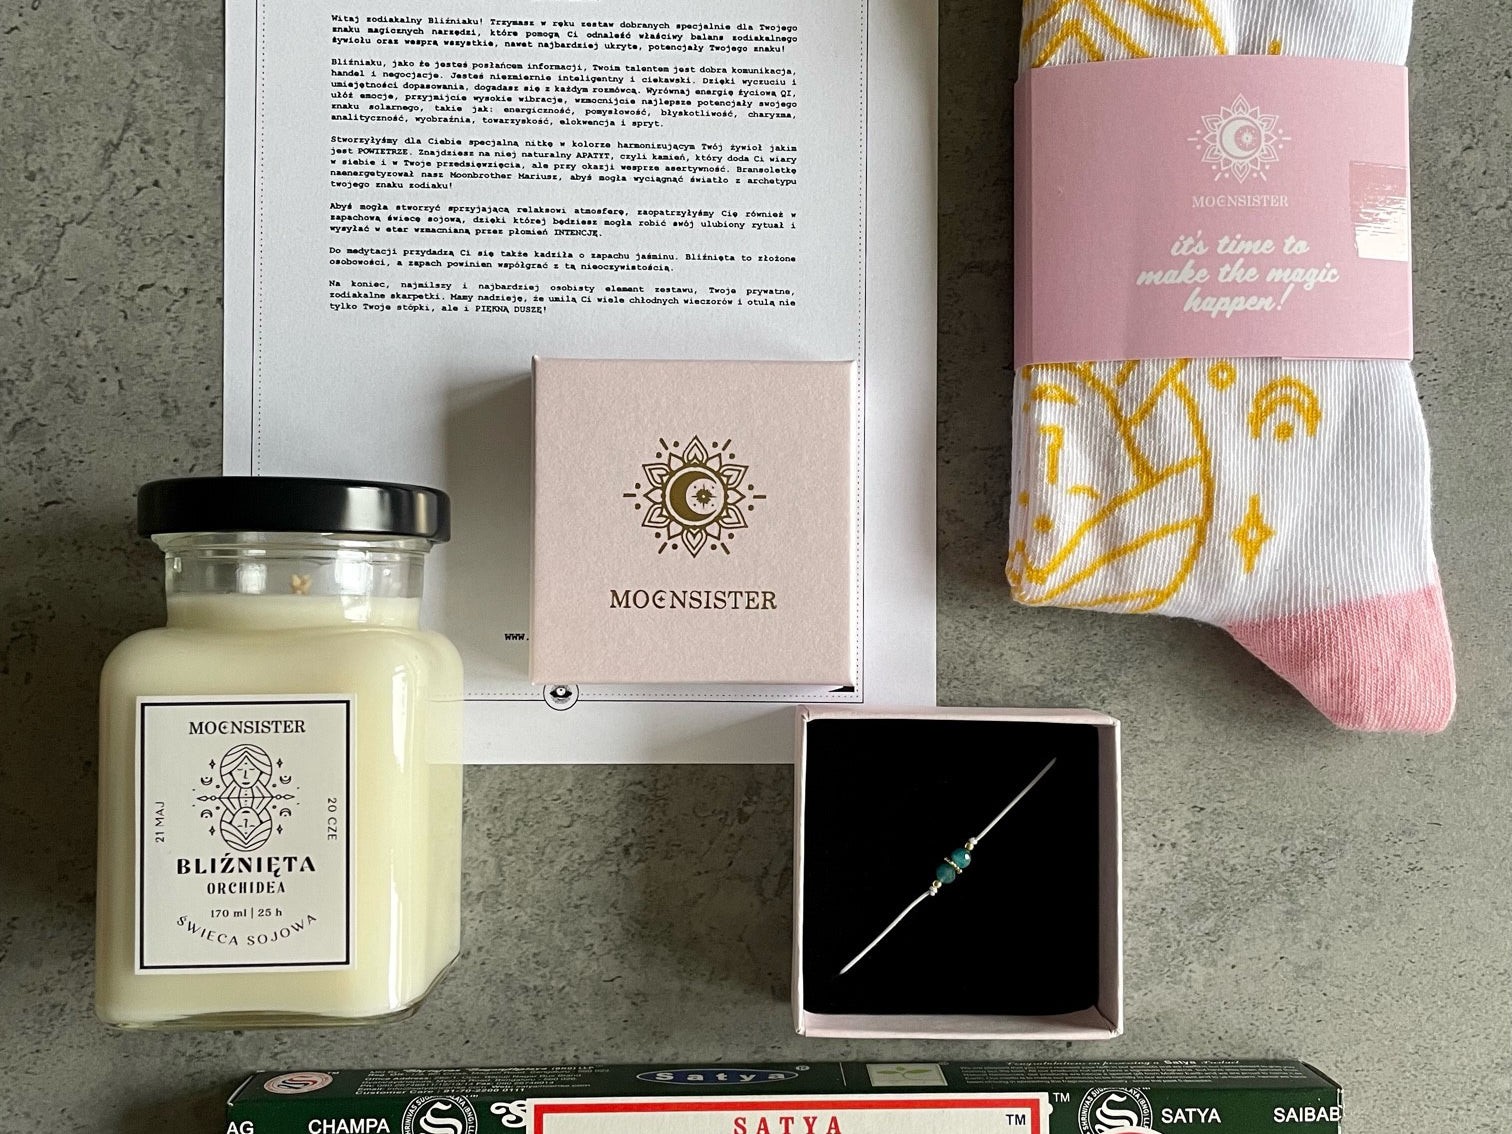 Witaj zodiakalny Bliźniaku! Trzymasz w ręku zestaw dobranych specjalnie dla Twojego
znaku magicznych narzędzi, które pomogą Ci odnaleść właściwy balans zodiakalnego
żywiołu oraz wesprą wszystkie, nawet najbardziej ukryte, potencjały Twojego znaku!
Bliźniaku, jako że jesteś posłańcem informacji, Twoim talentem jest dobra komunikacja,
handel i negocjacje. Jesteś niezmiernie inteligentny i ciekawski. Dzięki wyczuciu i
umiejętności dopasowania, dogadasz się z każdym rozmówcą. Wyrównaj energię życiową QI,
ułóż emocje, przyjmijcie wysokie wibracje, wzmocnijcie najlepsze potencjały swojego
znaku solarnego, takie jak: energiczność, pomysłowość, błyskotliwość, charyzma,
analityczność, wyobraźnia, towarzyskość, elokwencja i spryt.
Stworzyłyśmy dla Ciebie specjalną nitkę w kolorze harmonizującym Twój żywioł jakim
jest POWIETRZE. Znajdziesz na niej naturalny APATYT, czyli kamień, który doda Ci wiary
w siebie i w Twoje przedsięwzięcia, ale przy okazji wesprze asertywność. Bransoletkę
naenergetyzował nasz Moonbrother Mariusz, abyś mogła wyciągnąć światło z archetypu
twojego znaku zodiaku!
Abyś mogła stworzyć sprzyjającą relaksowi atmosferę, zaopatrzyłyśmy Cię również w
zapachową świecę sojową, dzięki której będziesz mogła robić swój ulubiony rytuał i
wysyłać w eter wzmacnianą przez płomień INTENCJĘ.
Do medytacji przydadzą Ci się także kadziła o zapachu jaśminu. Bliźnięta to złożone
osobowości, a zapach powinien współgrać z tą nieoczywistością.
Na koniec, najmilszy i najbardziej osobisty element zestawu, Twoje prywatne,
zodiakalne skarpetki. Mamy nadzieję, że umilą Ci wiele chłodnych wieczorów i otulą nie
tylko Twoje stópki, ale i PIĘKNĄ DUSZĘ!
www.
MOONSISTER
it's time to
make the magic
happen!
MOONSISTER
MOONSISTER
21 MAJ
20 CZE
BLIŹNIĘTA
ORCHIDEA
170 ml | 25 h
ŚWIECA SOJOWA
Satya
AG
CHAMPA
SATYA
TM
TM
SATYA
SAIBAB